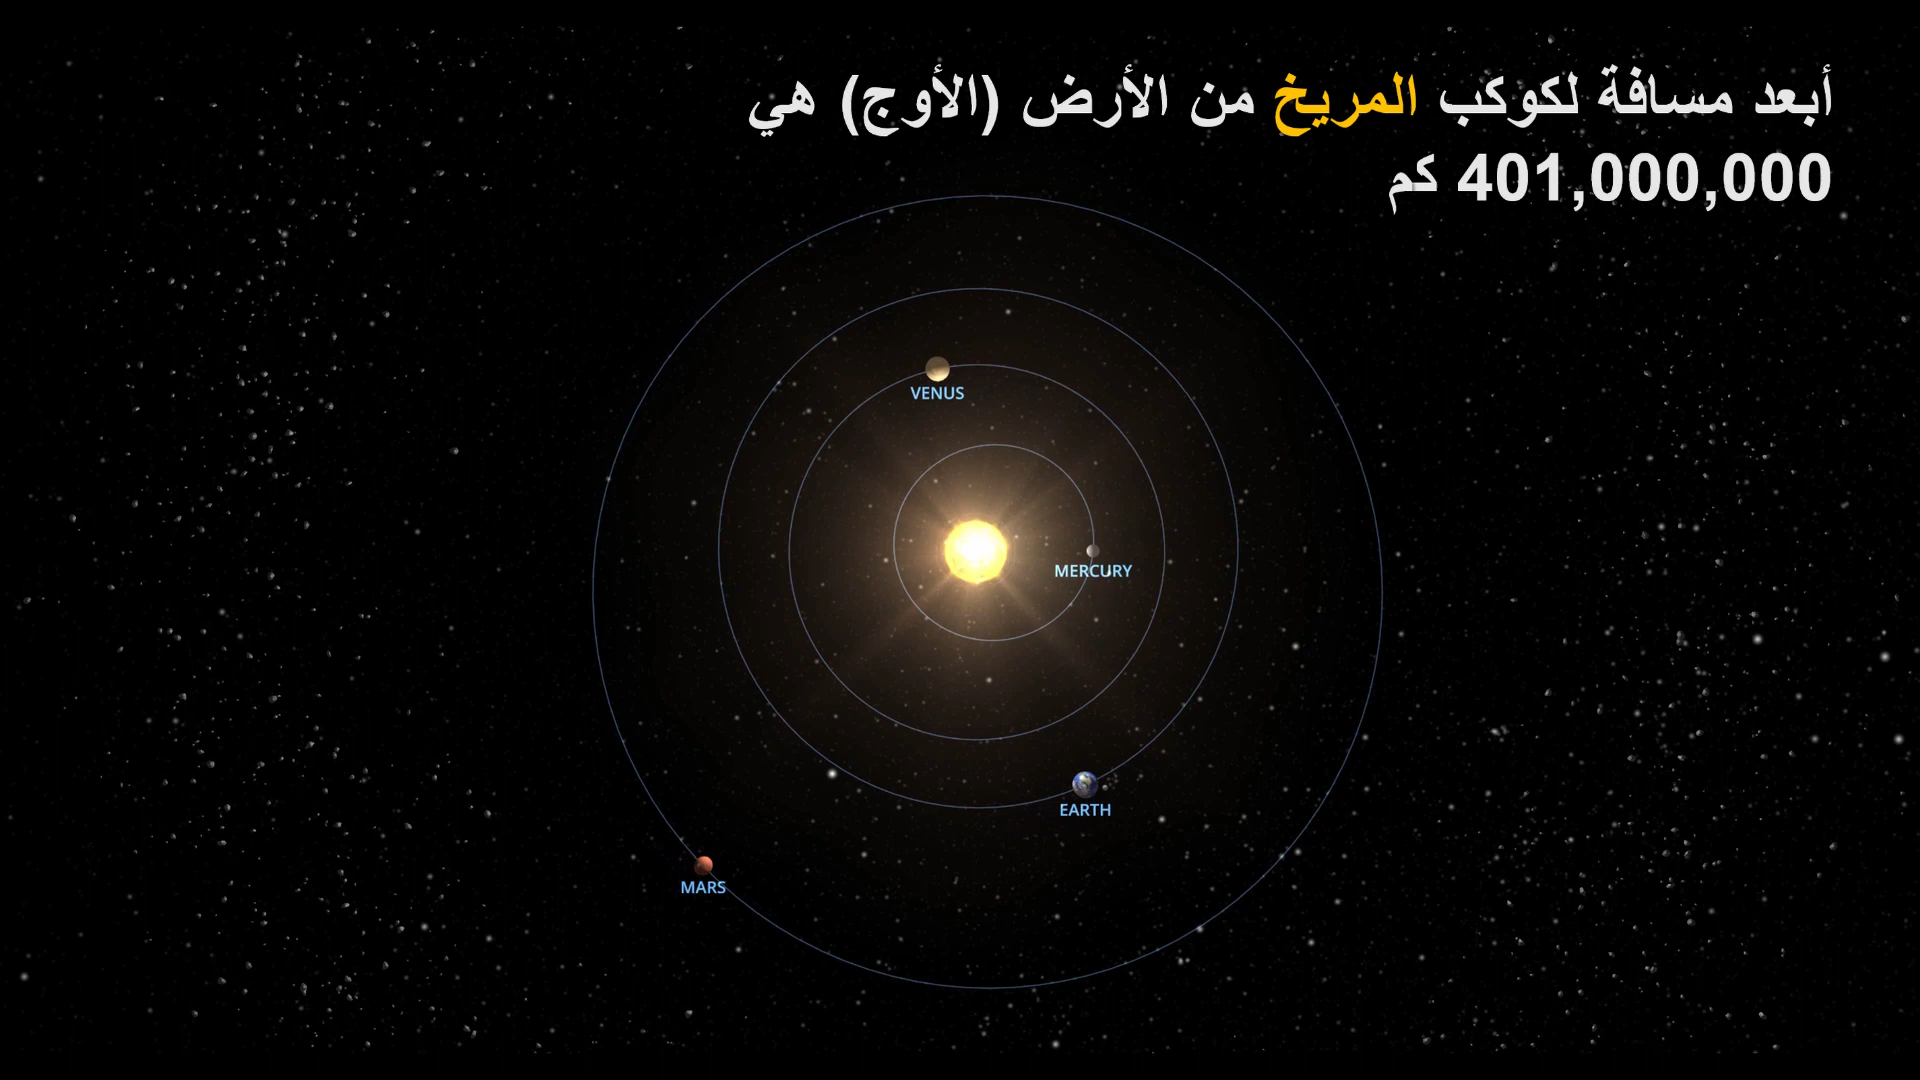 أبعد مسافة لكوكب المريخ من الأرض (الأوج) هي
401,000,000 كم
VENUS
MERCURY
EARTH
MARS